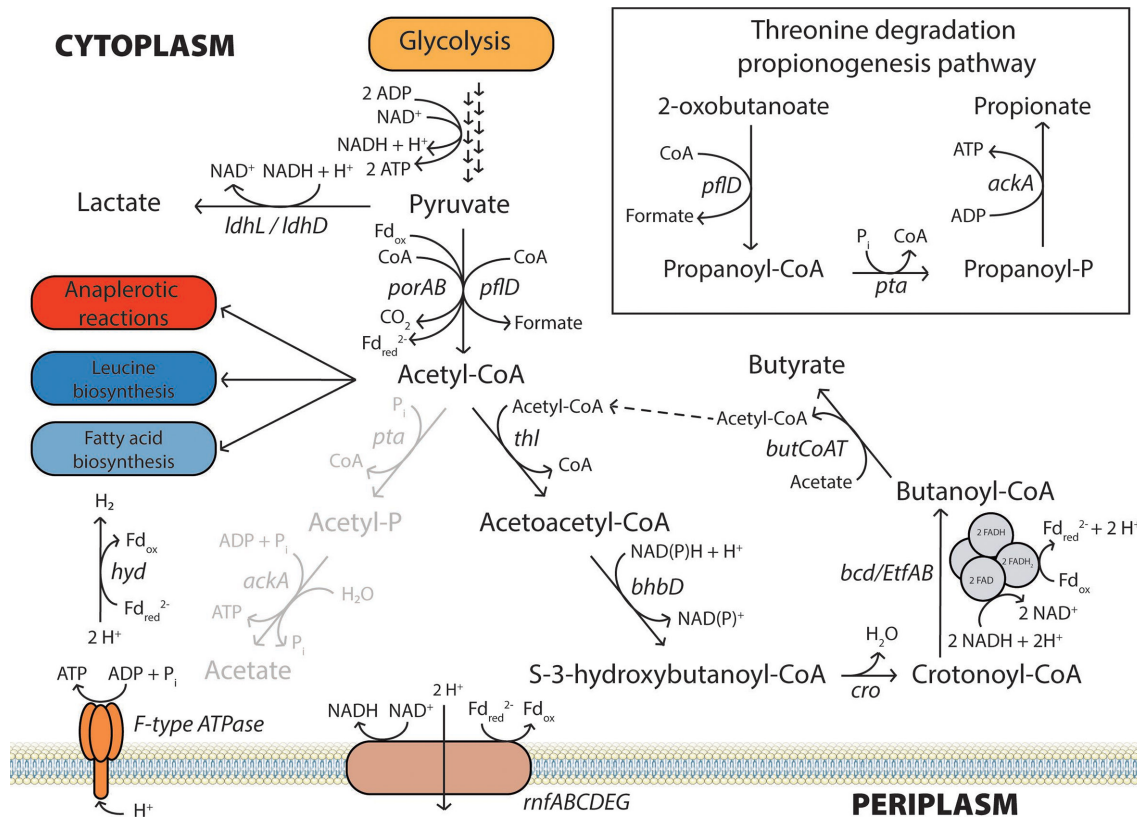 CYTOPLASM
Glycolysis
2 ADP
NAD⁺
NADH + H⁺
2 ATP
NAD⁺ NADH + H⁺
Lactate
ldhL / ldhD
Pyruvate
Fdₒₓ
CoA
porAB
CO₂
Fd_red²⁻
CoA
pflD
Formate
Anaplerotic
reactions
Leucine
biosynthesis
Fatty acid
biosynthesis
Acetyl-CoA
Pᵢ
pta
CoA
Acetyl-P
ADP + Pᵢ
ackA
ATP
H₂O
Pᵢ
Acetate
Acetyl-CoA
thl
CoA
Acetoacetyl-CoA
NAD(P)H + H⁺
bhbD
NAD(P)⁺
S-3-hydroxybutanoyl-CoA
H₂O
cro
Crotonoyl-CoA
bcd/EtfAB
2 FADH
2 FADH₂
2 FAD
Fd_red²⁻ + 2 H⁺
Fdₒₓ
2 NAD⁺
2 NADH + 2H⁺
Butanoyl-CoA
Acetyl-CoA
butCoAT
Acetate
Butyrate
Threonine degradation
propionogenesis pathway
2-oxobutanoate
CoA
pflD
Formate
Propanoyl-CoA
Pᵢ
CoA
pta
Propanoyl-P
ATP
ackA
ADP
Propionate
H₂
Fdₒₓ
hyd
Fd_red²⁻
2 H⁺
ATP
ADP + Pᵢ
F-type ATPase
H⁺
NADH
NAD⁺
2 H⁺
Fd_red²⁻
Fdₒₓ
rnfABCDEG
PERIPLASM